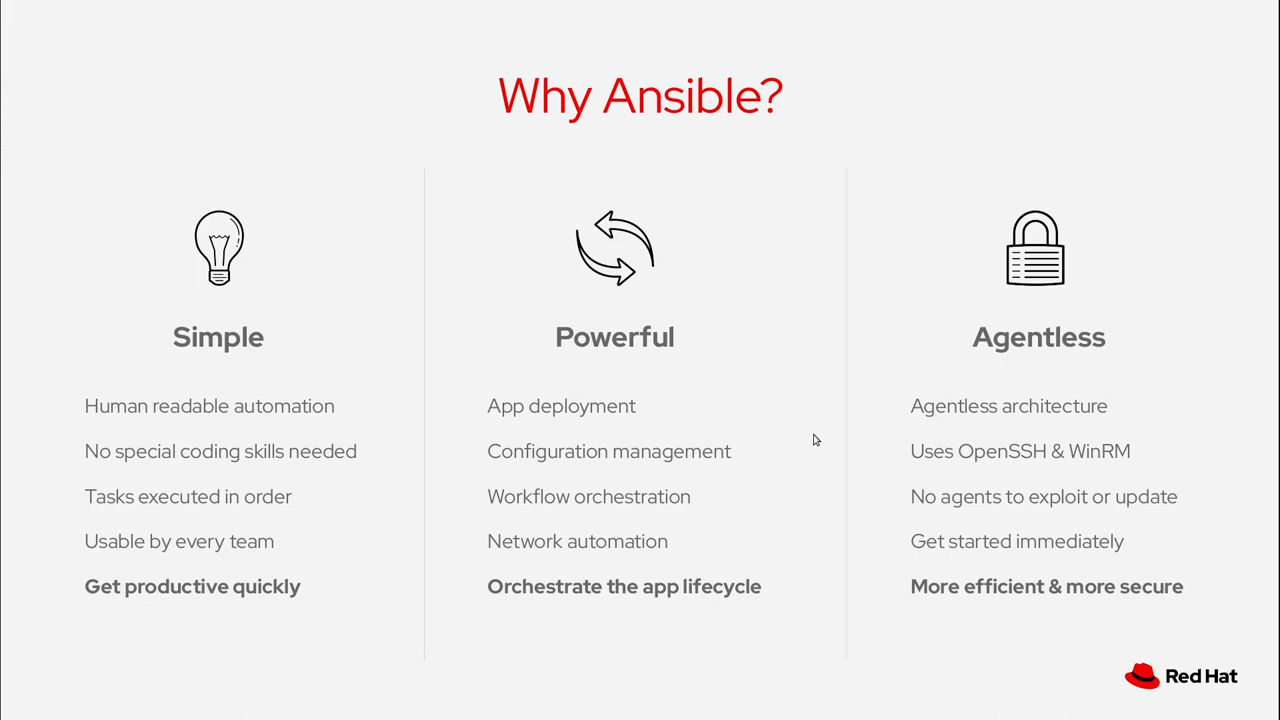 Why Ansible?
Simple
Human readable automation
No special coding skills needed
Tasks executed in order
Usable by every team
Get productive quickly
Powerful
App deployment
Configuration management
Workflow orchestration
Network automation
Orchestrate the app lifecycle
Agentless
Agentless architecture
Uses OpenSSH & WinRM
No agents to exploit or update
Get started immediately
More efficient & more secure
Red Hat